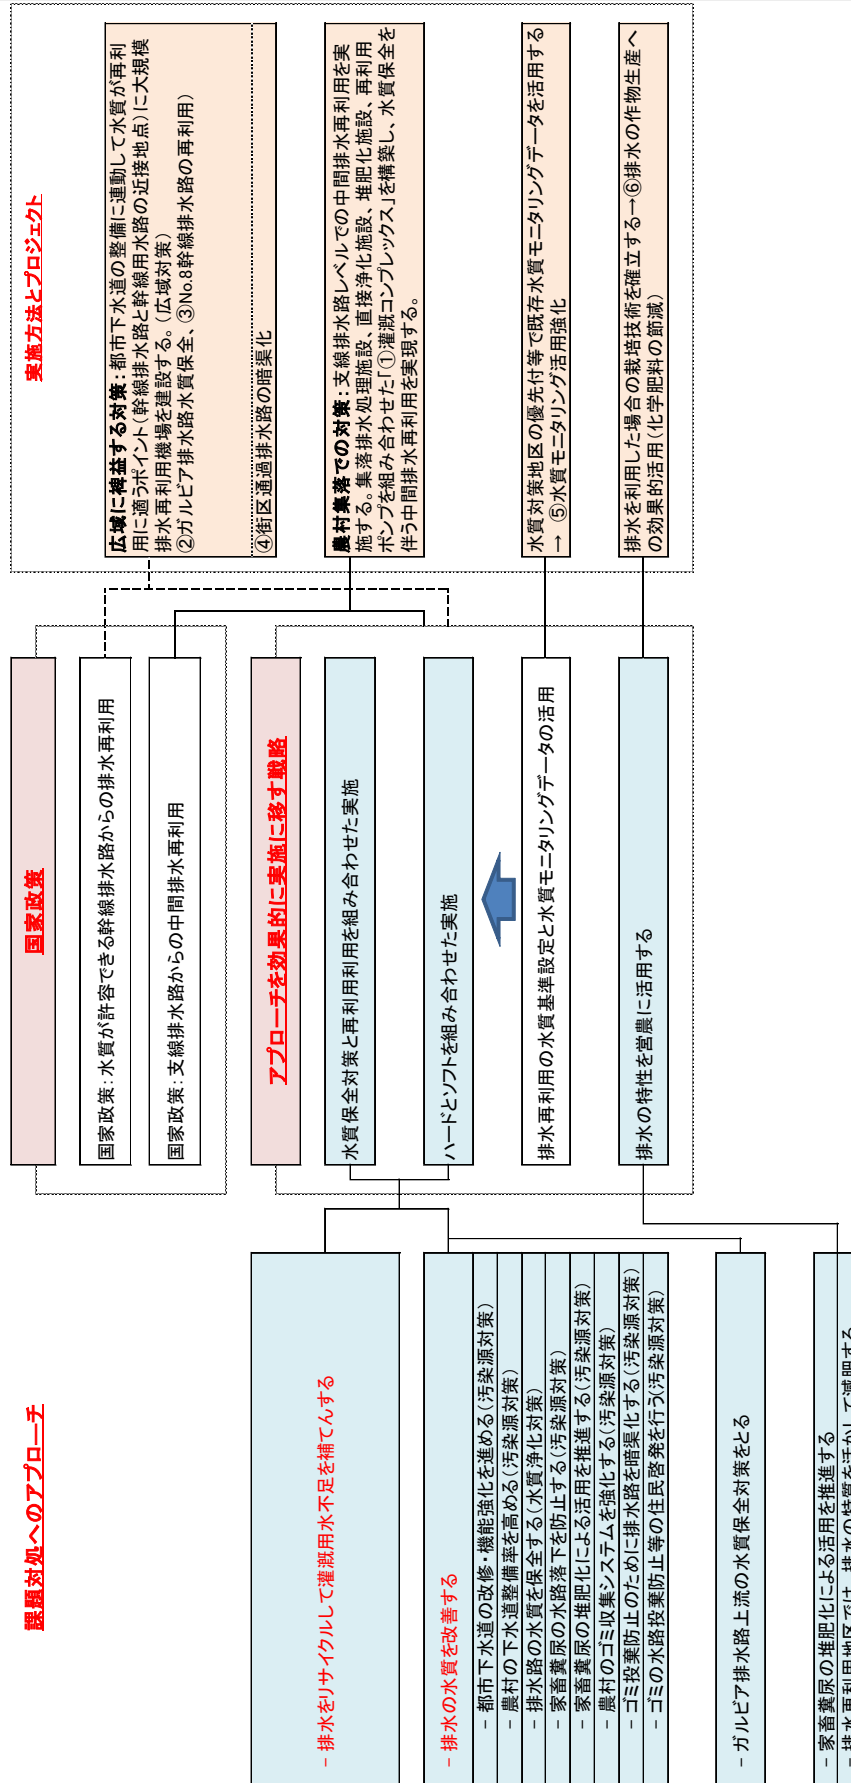 課題対処へのアプローチ
－ 排水をリサイクルして灌漑用水不足を補てんする
－ 排水の水質を改善する
－ 都市下水道の改修・機能強化を進める（汚染源対策）
－ 農村の下水道整備率を高める（汚染源対策）
－ 排水路の水質を保全する（水質浄化対策）
－ 家畜糞尿の水路落下を防止する（汚染源対策）
－ 家畜糞尿の堆肥化による活用を推進する（汚染源対策）
－ 農村のゴミ収集システムを強化する（汚染源対策）
－ ゴミ投棄防止のために排水路を暗渠化する（汚染源対策）
－ ゴミの水路投棄防止等の住民啓発を行う（汚染源対策）
－ ガルビア排水路上流の水質保全対策をとる
－ 家畜糞尿の堆肥化による活用を推進する
－ 排水再利用地区では、排水の特質を活かして減肥する
国家政策
国家政策：水質が許容できる幹線排水路からの排水再利用
国家政策：支線排水路からの中間排水再利用
アプローチを効果的に実施に移す戦略
水質保全対策と再利用利用を組み合わせた実施
ハードとソフトを組み合わせた実施
排水再利用の水質基準設定と水質モニタリングデータの活用
排水の特性を営農に活用する
実施方法とプロジェクト
広域に裨益する対策：都市下水道の整備に連動して水質が再利
用に適うポイント（幹線排水路と幹線用水路の近接地点）に大規模
排水再利用機場を建設する。（広域対策）
②ガルビア排水路水質保全、③No.8幹線排水路の再利用）
④街区通過排水路の暗渠化
農村集落での対策：支線排水路レベルでの中間排水再利用を実
施する。集落排水処理施設、直接浄化施設、堆肥化施設、再利用
ポンプを組み合わせた「①灌漑コンプレックス」を構築し、水質保全を
伴う中間排水再利用を実現する。
水質対策地区の優先付等で既存水質モニタリングデータを活用する
→ ⑤水質モニタリング活用強化
排水を利用した場合の栽培技術を確立する→⑥排水の作物生産へ
の効果的活用（化学肥料の節減）